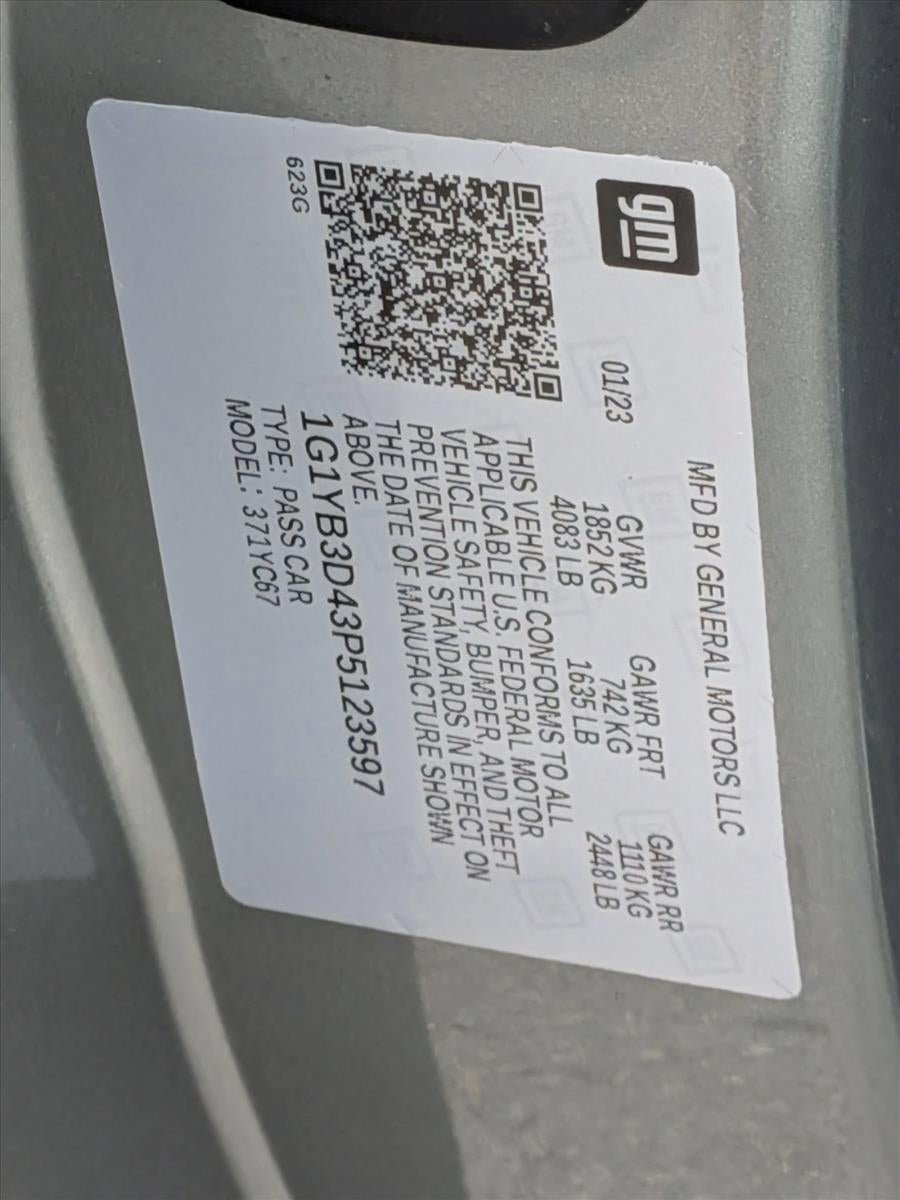 gm
MFD BY GENERAL MOTORS LLC
01/23
GVWR GAWR FRT GAWR RR
1852 KG 742 KG 1110 KG
4083 LB 1635 LB 2448 LB
THIS VEHICLE CONFORMS TO ALL
APPLICABLE U.S. FEDERAL MOTOR
VEHICLE SAFETY, BUMPER, AND THEFT
PREVENTION STANDARDS IN EFFECT ON
THE DATE OF MANUFACTURE SHOWN
ABOVE.
1G1YB3D43P5123597
TYPE: PASS CAR
MODEL: 371YC67
623G